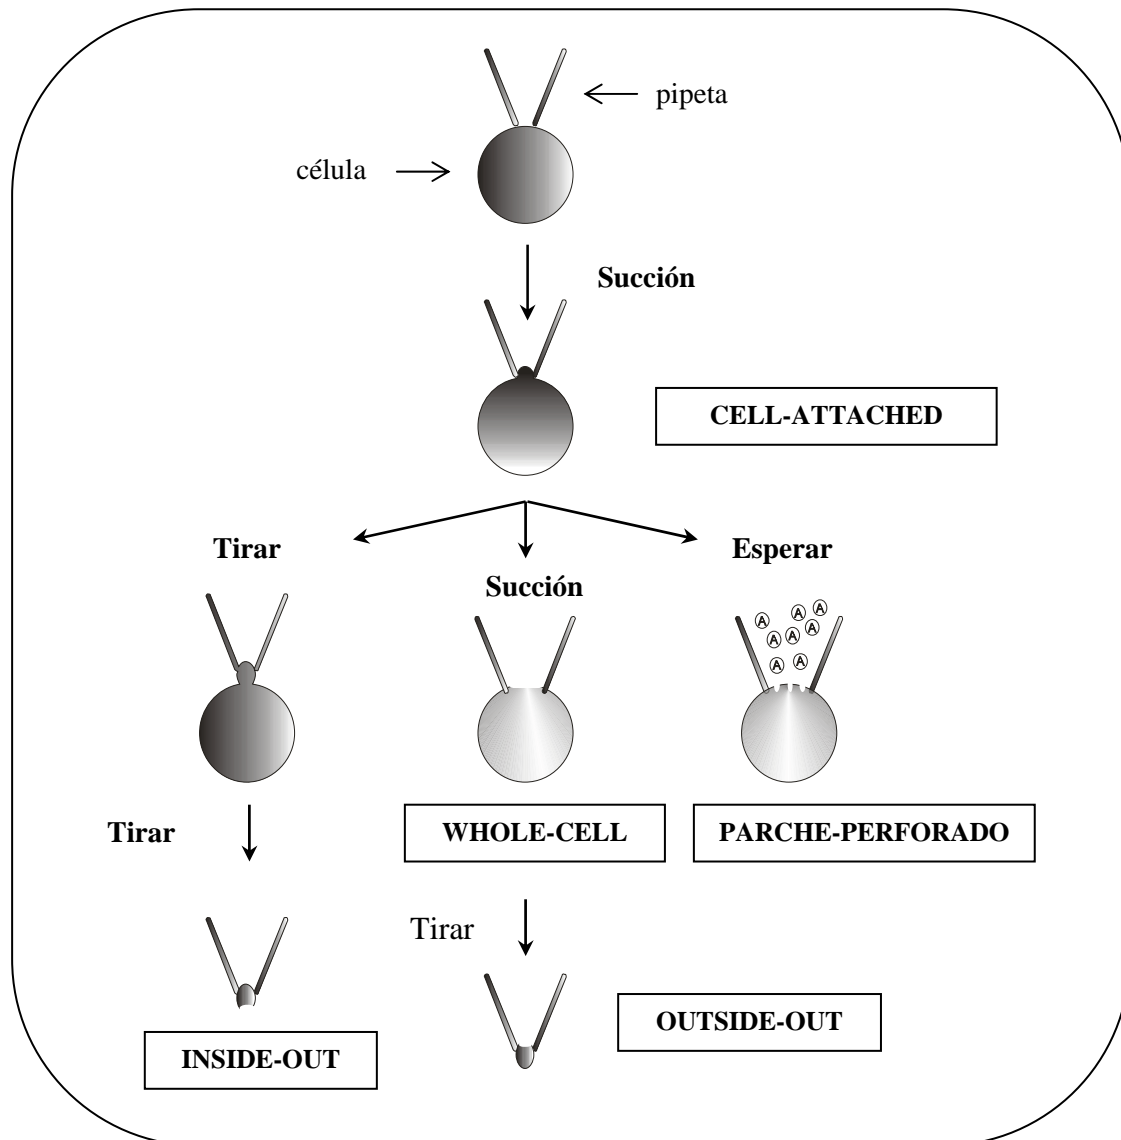 pipeta
célula
Succión
CELL-ATTACHED
Tirar
Esperar
Succión
A A A
A A A
A A
Tirar
WHOLE-CELL
PARCHE-PERFORADO
Tirar
INSIDE-OUT
OUTSIDE-OUT